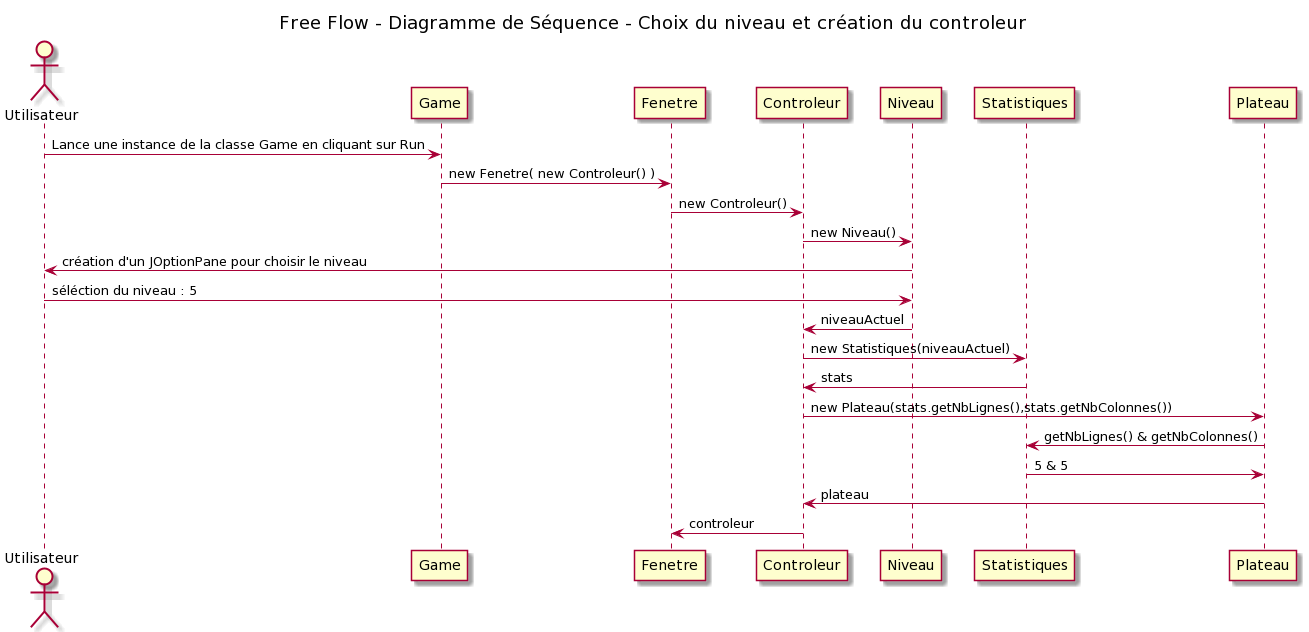 Free Flow - Diagramme de Séquence - Choix du niveau et création du controleur
Utilisateur
Game
Fenetre
Controleur
Niveau
Statistiques
Plateau
Lance une instance de la classe Game en cliquant sur Run
new Fenetre( new Controleur() )
new Controleur()
new Niveau()
création d'un JOptionPane pour choisir le niveau
séléction du niveau : 5
niveauActuel
new Statistiques(niveauActuel)
stats
new Plateau(stats.getNbLignes(),stats.getNbColonnes())
getNbLignes() & getNbColonnes()
5 & 5
plateau
controleur
Utilisateur
Game
Fenetre
Controleur
Niveau
Statistiques
Plateau